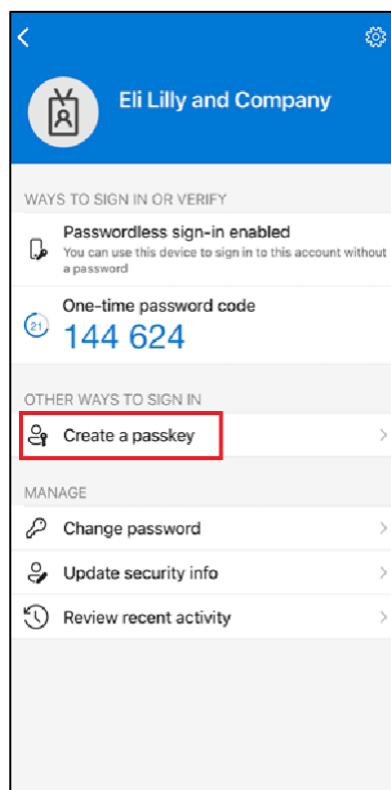 Eli Lilly and Company
WAYS TO SIGN IN OR VERIFY
Passwordless sign-in enabled
You can use this device to sign in to this account without
a password
One-time password code
21
144 624
OTHER WAYS TO SIGN IN
Create a passkey
MANAGE
Change password
Update security info
Review recent activity